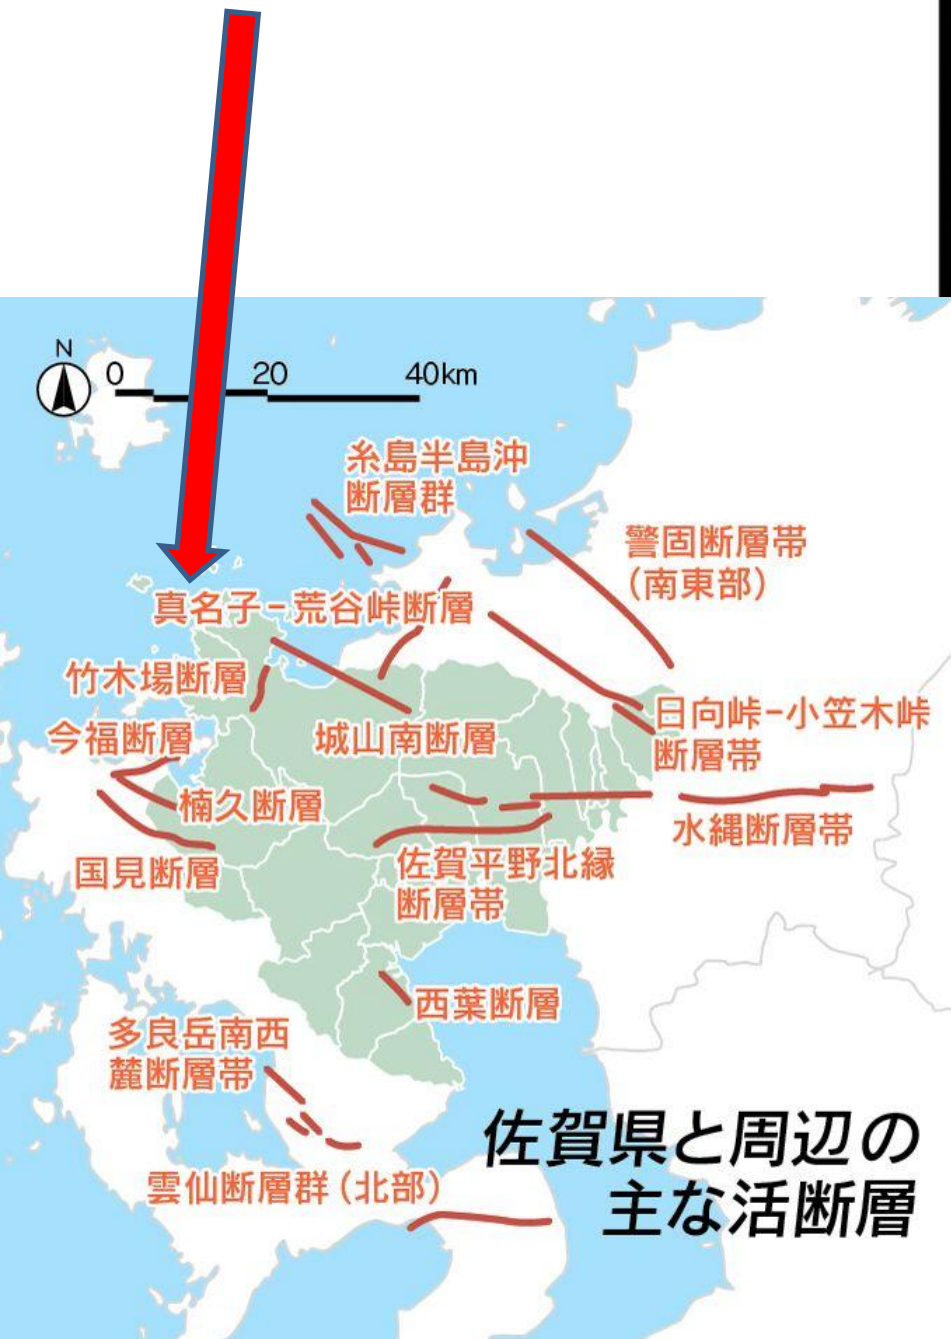 N
0 20 40km
糸島半島沖
断層群
警固断層帯
(南東部)
真名子-荒谷峠断層
竹木場断層
今福断層
城山南断層
日向峠-小笠木峠
断層帯
楠久断層
水縄断層帯
国見断層
佐賀平野北縁
断層帯
西葉断層
多良岳南西
麓断層帯
雲仙断層群(北部)
佐賀県と周辺の
主な活断層